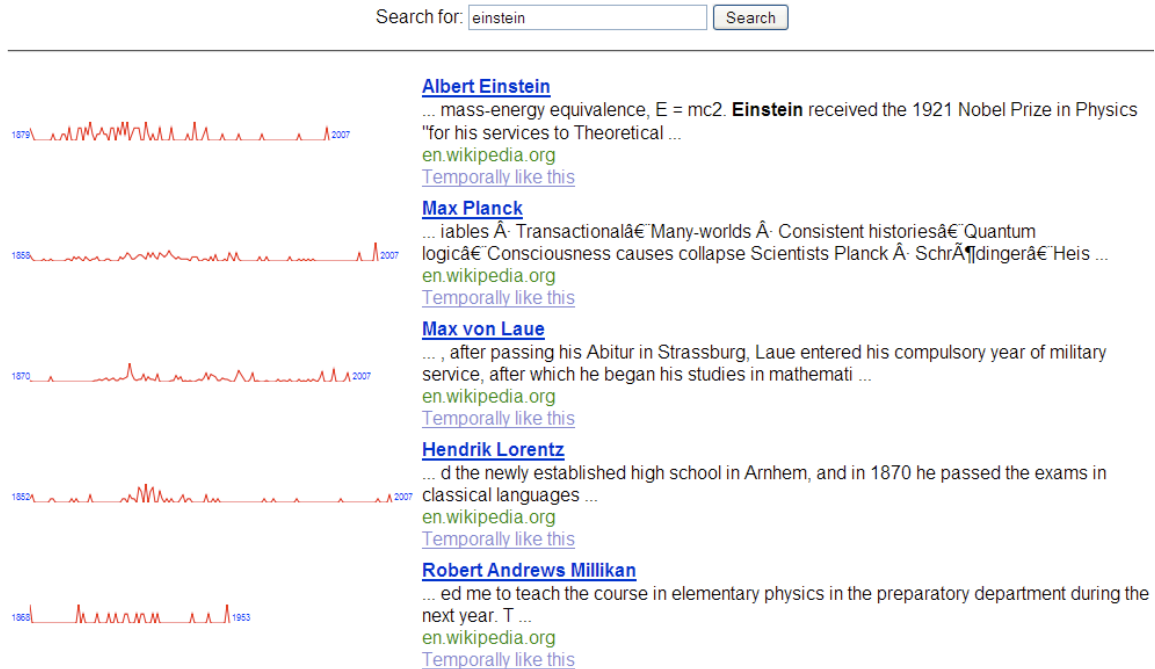 Search for: einstein Search
Albert Einstein
... mass-energy equivalence, E = mc2. Einstein received the 1921 Nobel Prize in Physics
"for his services to Theoretical ...
1879 2007
en.wikipedia.org
Temporally like this
Max Planck
... iables Â· Transactionalâ€¨Many-worlds Â· Consistent historiesâ€¨Quantum
logicâ€¨Consciousness causes collapse Scientists Planck Â· SchrÃ¶dingerâ€¨Heis ...
1858 2007
en.wikipedia.org
Temporally like this
Max von Laue
... , after passing his Abitur in Strassburg, Laue entered his compulsory year of military
service, after which he began his studies in mathemati ...
1870 2007
en.wikipedia.org
Temporally like this
Hendrik Lorentz
... d the newly established high school in Arnhem, and in 1870 he passed the exams in
classical languages ...
1852 2007
en.wikipedia.org
Temporally like this
Robert Andrews Millikan
... ed me to teach the course in elementary physics in the preparatory department during the
next year. T ...
1868 1953
en.wikipedia.org
Temporally like this